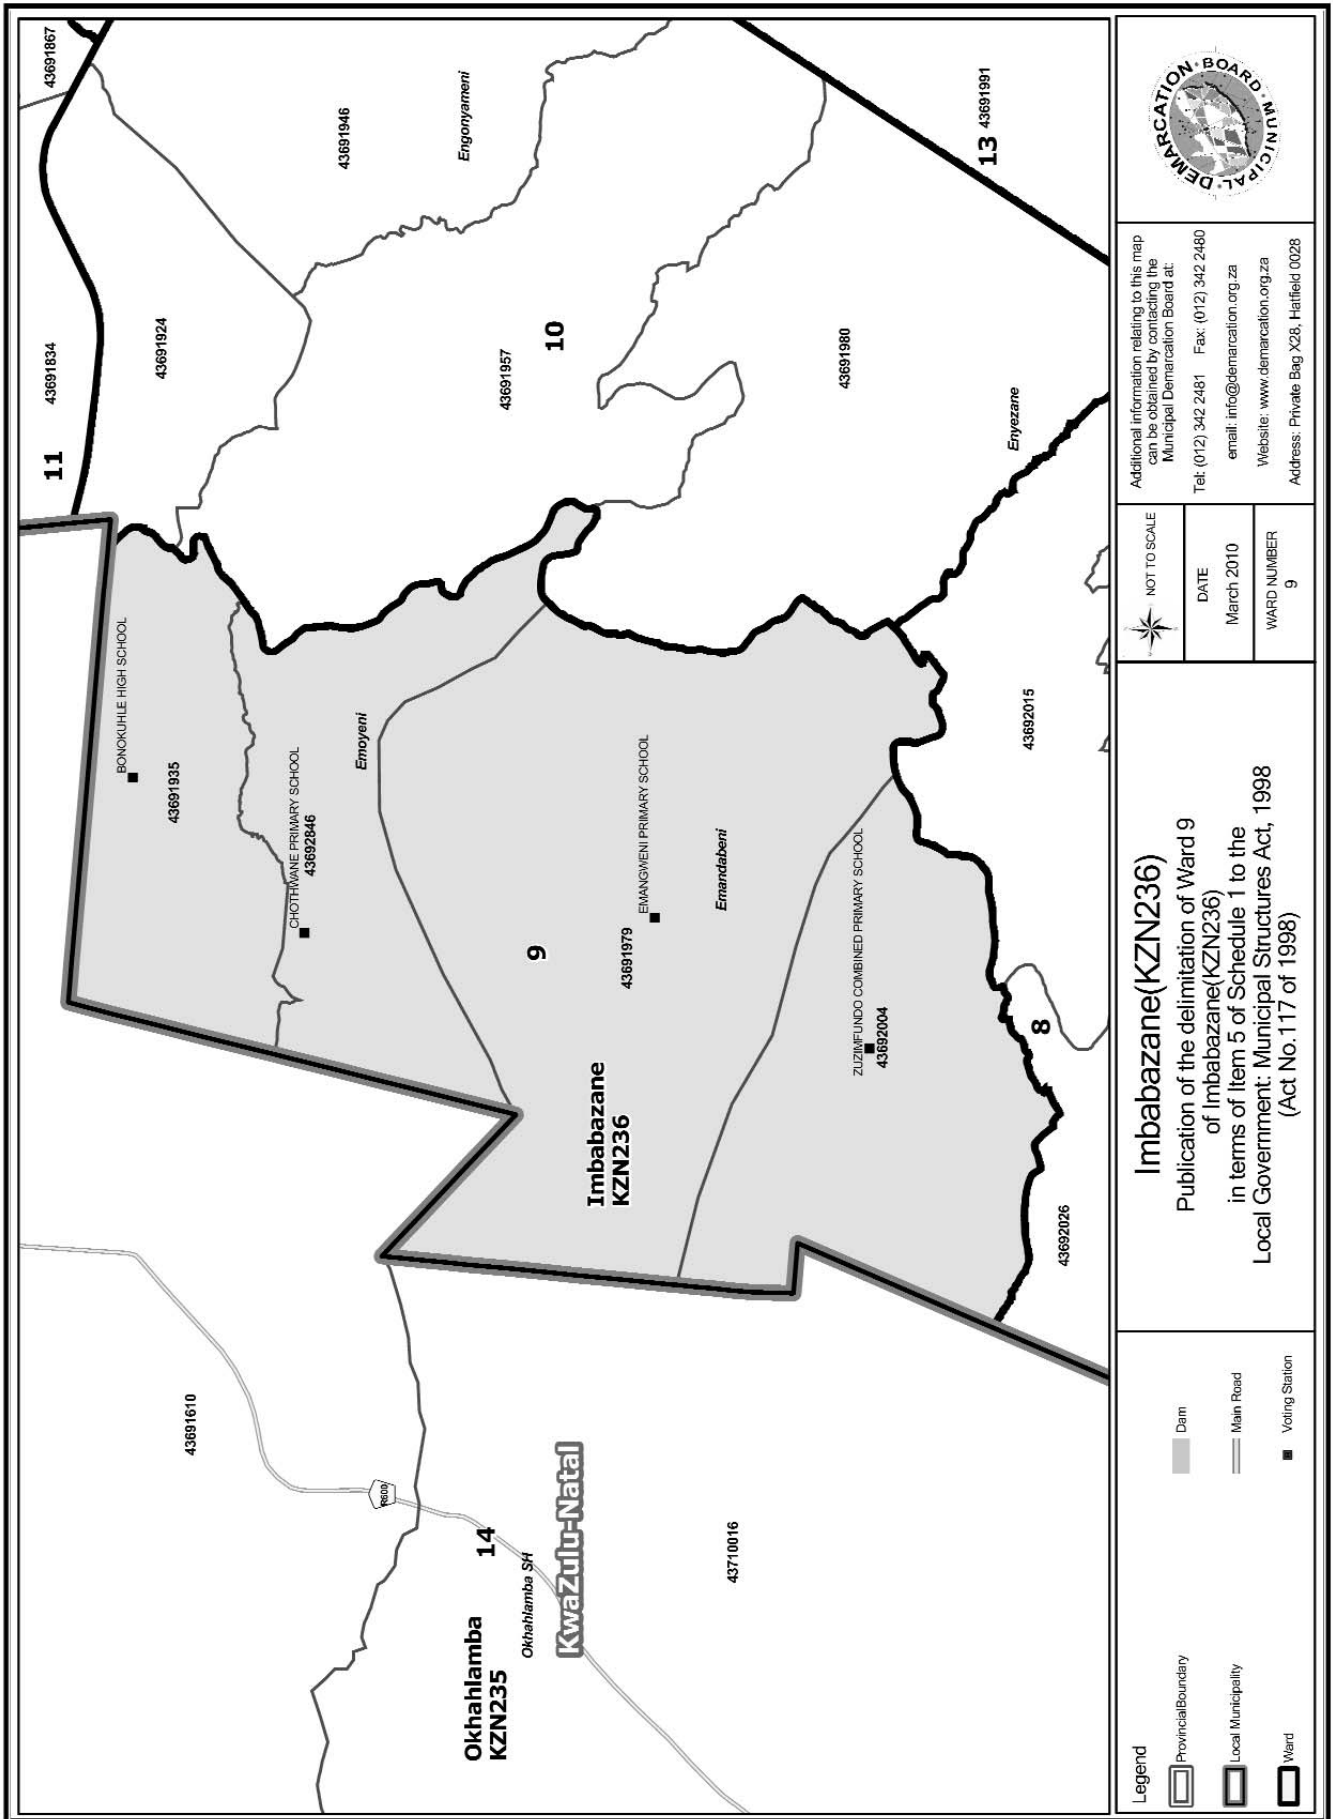 43691867
43691834
11
43691924
43691946
Engonyameni
10
43691957
43691980
13
43691991
Enyezane
BONOKUHLE HIGH SCHOOL
43691935
CHOTHWANE PRIMARY SCHOOL
43692846
Emoyeni
9
43691979
EMANGWENI PRIMARY SCHOOL
Emandabeni
ZUZIMFUNDO COMBINED PRIMARY SCHOOL
43692004
Imbabazane
KZN236
43692015
8
43692026
43691610
R600
14
Okhahlamba
KZN235
Okhahlamba SH
KwaZulu-Natal
43710016
Legend
ProvincialBoundary
Local Municipality
Ward
Dam
Main Road
Voting Station
Imbabazane(KZN236)
Publication of the delimitation of Ward 9
of Imbabazane(KZN236)
in terms of Item 5 of Schedule 1 to the
Local Government: Municipal Structures Act, 1998
(Act No.117 of 1998)
NOT TO SCALE
DATE
March 2010
WARD NUMBER
9
Additional information relating to this map
can be obtained by contacting the
Municipal Demarcation Board at:
Tel: (012) 342 2481 Fax: (012) 342 2480
email: info@demarcation.org.za
Website: www.demarcation.org.za
Address: Private Bag X28, Hatfield 0028
MUNICIPAL DEMARCATION BOARD